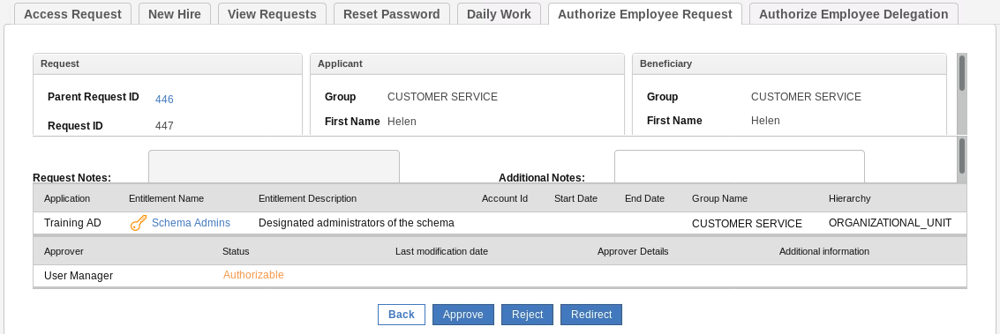 Access Request New Hire View Requests Reset Password Daily Work Authorize Employee Request Authorize Employee Delegation
Request Applicant Beneficiary
Parent Request ID 446 Group CUSTOMER SERVICE Group CUSTOMER SERVICE
Request ID 447 First Name Helen First Name Helen
Request Notes: Additional Notes:
Application Entitlement Name Entitlement Description Account Id Start Date End Date Group Name Hierarchy
Training AD Schema Admins Designated administrators of the schema CUSTOMER SERVICE ORGANIZATIONAL_UNIT
Approver Status Last modification date Approver Details Additional information
User Manager Authorizable
Back Approve Reject Redirect